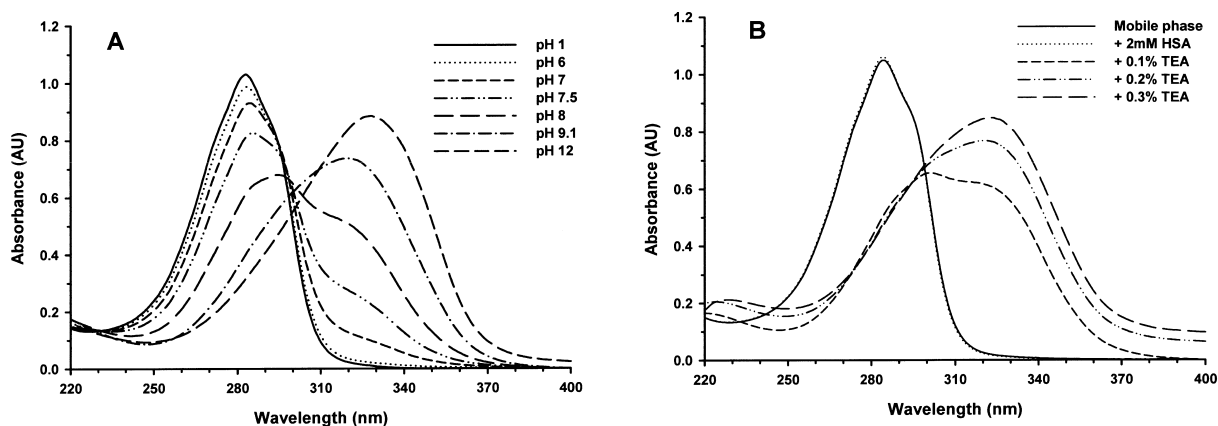 A
pH 1
pH 6
pH 7
pH 7.5
pH 8
pH 9.1
pH 12
1.2
1.0
0.8
0.6
0.4
0.2
0.0
Absorbance (AU)
220 250 280 310 340 370 400
Wavelength (nm)
B
Mobile phase
+ 2mM HSA
+ 0.1% TEA
+ 0.2% TEA
+ 0.3% TEA
1.2
1.0
0.8
0.6
0.4
0.2
0.0
Absorbance (AU)
220 250 280 310 340 370 400
Wavelength (nm)